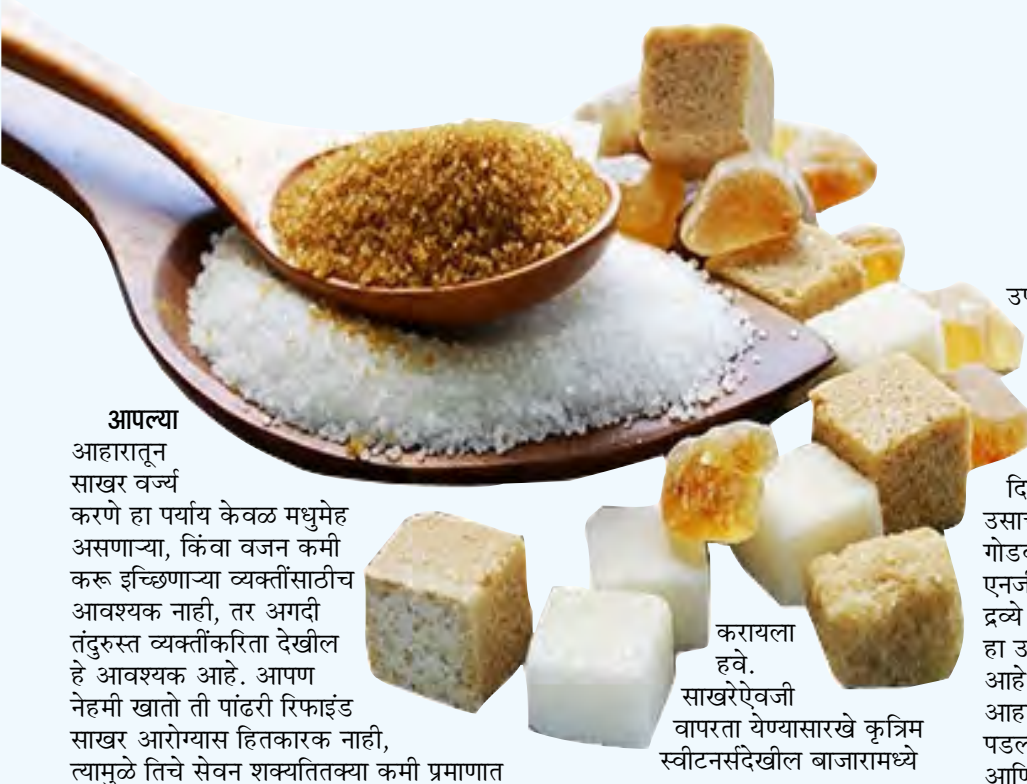 आपल्या
आहारातून
साखर वर्ज्य
करणे हा पर्याय केवळ मधुमेह
असणाऱ्या, किंवा वजन कमी
करू इच्छिणाऱ्या व्यक्तींसाठीच
आवश्यक नाही, तर अगदी
तंदुरुस्त व्यक्तींकरिता देखील
हे आवश्यक आहे. आपण
नेहमी खातो ती पांढरी रिफाइंड
साखर आरोग्यास हितकारक नाही,
त्यामुळे तिचे सेवन शक्यतितक्या कमी प्रमाणात
करायला
हवे.
साखरेऐवजी
वापरता येण्यासारखे कृत्रिम
स्वीटनर्सदेखील बाजारामध्ये
द्रव्ये
हा
आणि